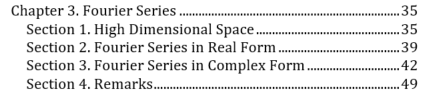 Chapter 3. Fourier Series ........................................................ 35
Section 1. High Dimensional Space ..................................... 35
Section 2. Fourier Series in Real Form ............................... 39
Section 3. Fourier Series in Complex Form ........................ 42
Section 4. Remarks ............................................................... 49